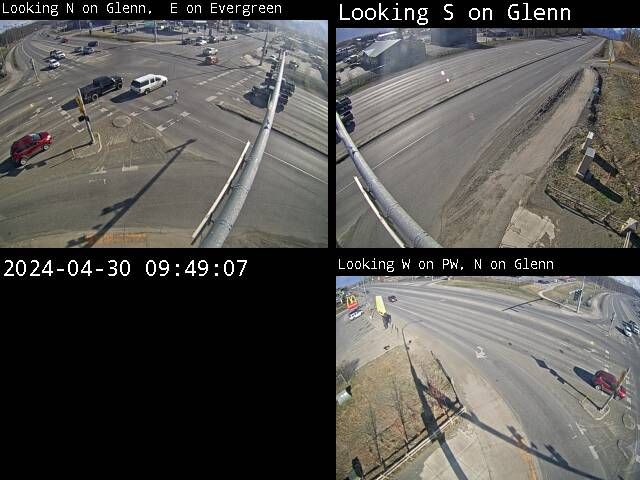 Looking N on Glenn, E on Evergreen
Looking S on Glenn
2024-04-30 09:49:07
Looking W on PW, N on Glenn